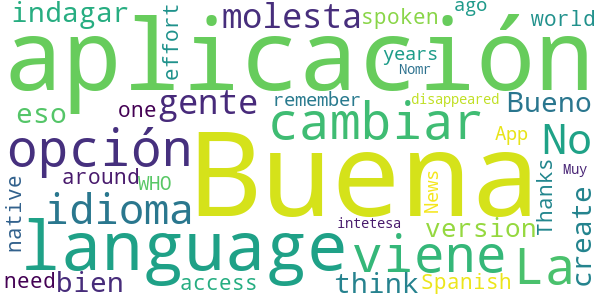 indagar
effort
molesta
spoken
ago
world
aplicación
years
Nomr
eso
one
gente
remember
disappeared
Bueno
opción
cambiar
App
No
around
WHO
Buena
native
idioma
News
Thanks
Muy
create
language
intetesa
version
viene
La
need
bien
access
think
Spanish